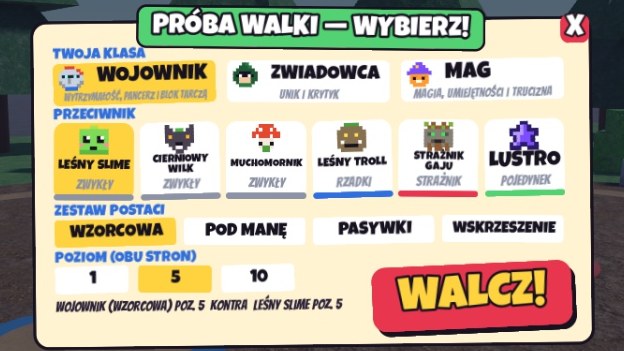 PRÓBA WALKI – WYBIERZ!
X
TWOJA KLASA
WOJOWNIK
WYTRZYMAŁOŚĆ, PANCERZ I BLOK TARCZĄ
ZWIADOWCA
UNIK I KRYTYK
MAG
MAGIA, UMIEJĘTNOŚCI I TRUCIZNA
PRZECIWNIK
LEŚNY SLIME
ZWYKŁY
CIERNIOWY
WILK
ZWYKŁY
MUCHOMORNIK
ZWYKŁY
LEŚNY TROLL
RZADKI
STRAŻNIK
GAJU
STRAŻNIK
LUSTRO
POJEDYNEK
ZESTAW POSTACI
WZORCOWA
POD MANĘ
PASYWKI
WSKRZESZENIE
POZIOM (OBU STRON)
1
5
10
WALCZ!
WOJOWNIK (WZORCOWA) POZ. 5 KONTRA LEŚNY SLIME POZ. 5